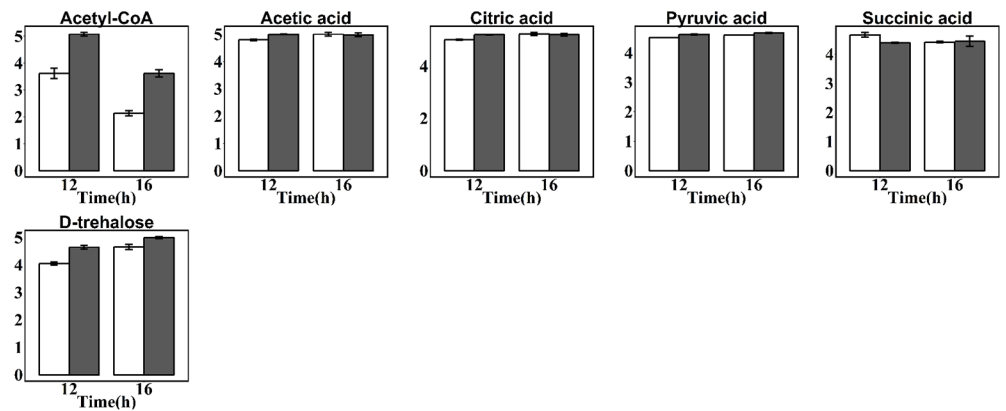 Acetyl-CoA Acetic acid Citric acid Pyruvic acid Succinic acid
5 5 4 4 4
4 4 3 3
3 3 2 2 2
2 2 1 1
1 1
0 0 0 0 0
12 16 12 16 12 16 12 16 12 16
Time(h) Time(h) Time(h) Time(h) Time(h)
D-trehalose
5
4
3
2
1
0
12 16
Time(h)